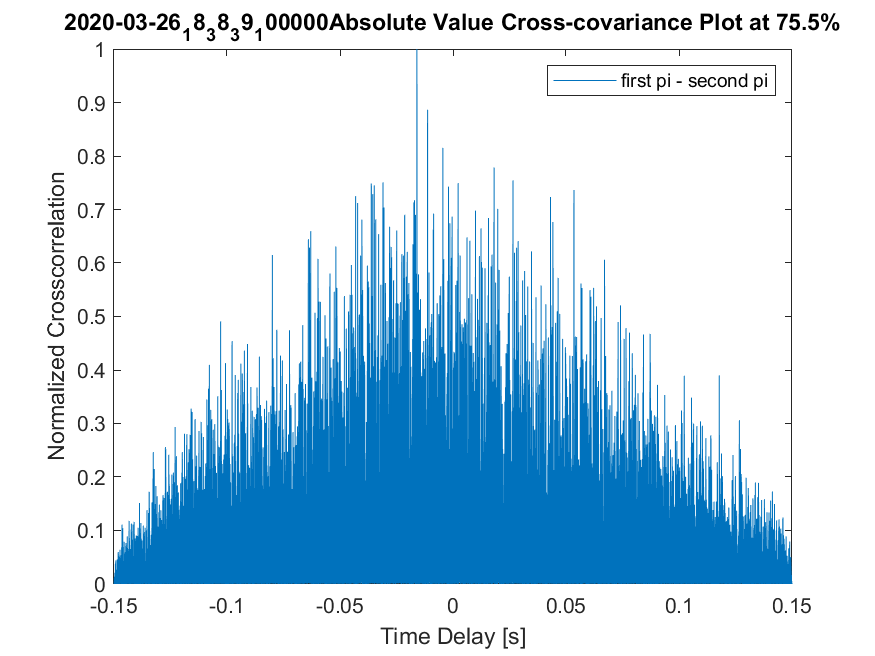 2020-03-26₁8₃8₃9₁00000Absolute Value Cross-covariance Plot at 75.5%
first pi - second pi
Normalized Crosscorrelation
1
0.9
0.8
0.7
0.6
0.5
0.4
0.3
0.2
0.1
0
-0.15 -0.1 -0.05 0 0.05 0.1 0.15
Time Delay [s]